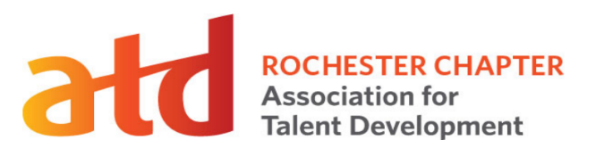 atd
ROCHESTER CHAPTER
Association for
Talent Development